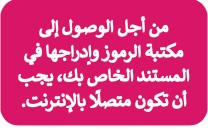 من أجل الوصول إلى
مكتبة الرموز وإدراجها في
المستند الخاص بك، يجب
أن تكون متصلًا بالإنترنت.